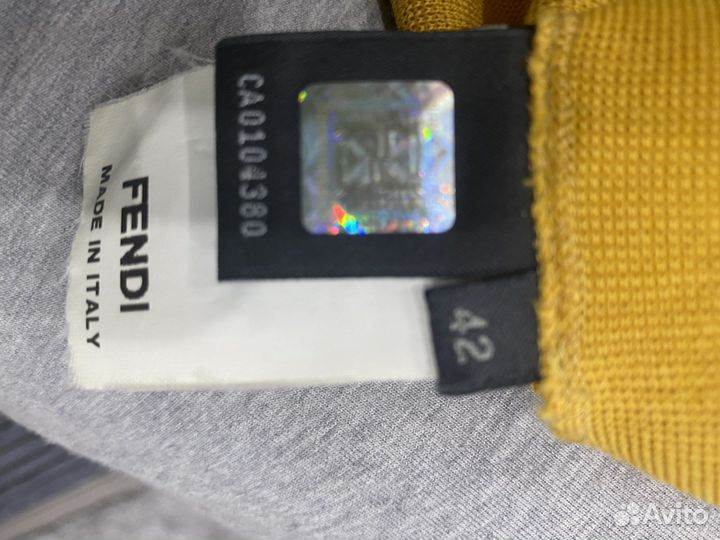 FENDI
MADE IN ITALY
CA0104380
42
Avito